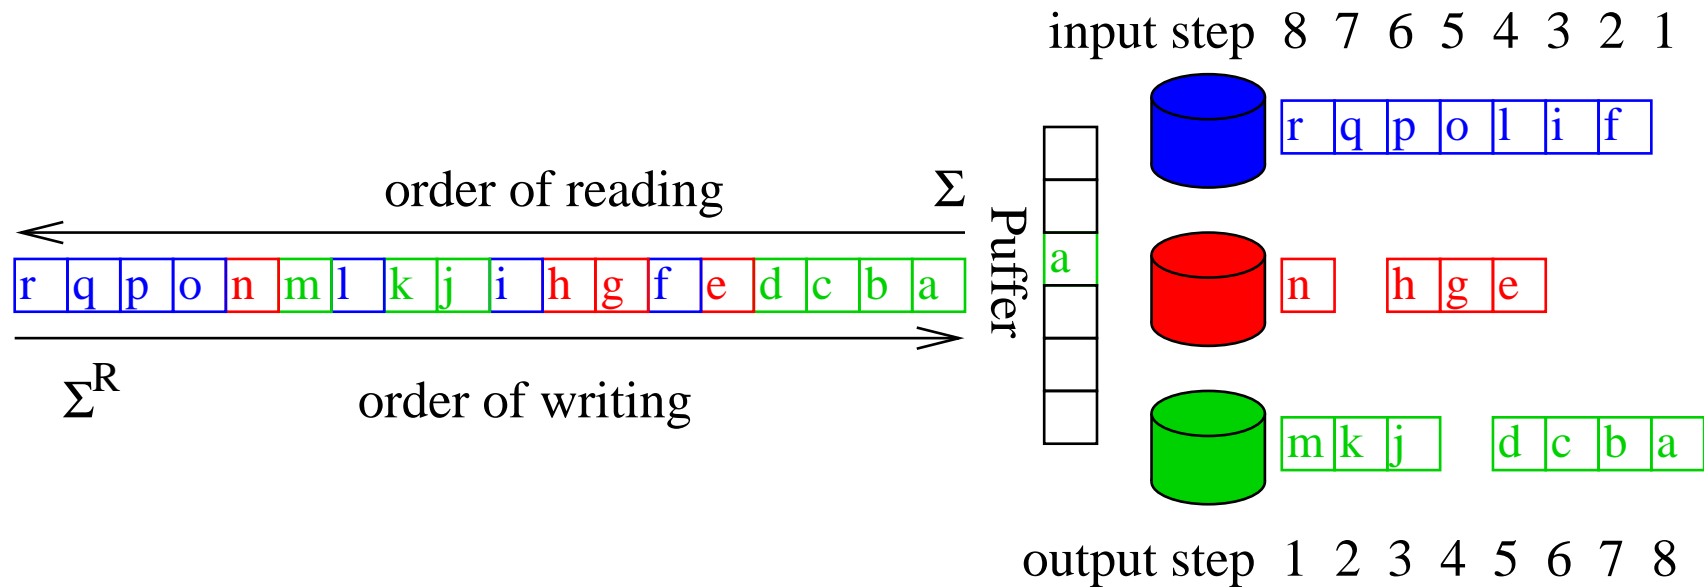 input step 8 7 6 5 4 3 2 1
r q p o l i f
order of reading Σ
Puffer
a
r q p o n m l k j i h g f e d c b a
n h g e
Σ^R
order of writing
m k j d c b a
output step 1 2 3 4 5 6 7 8